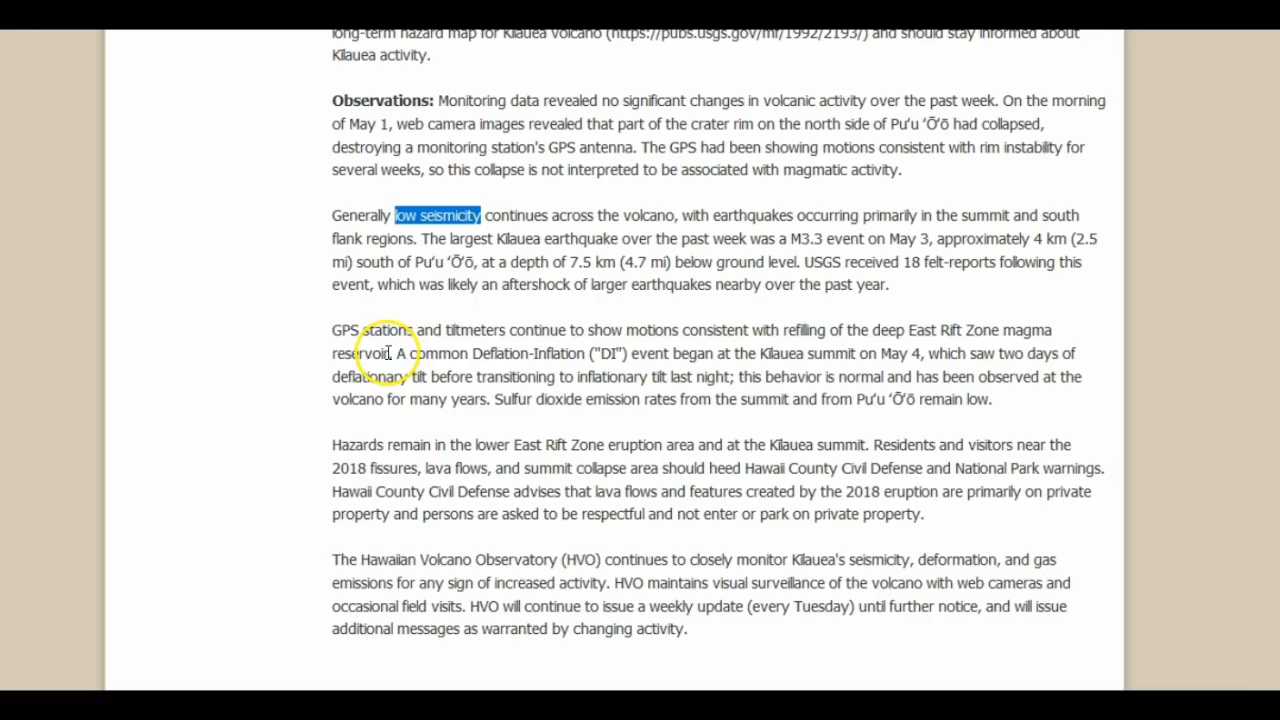 long-term hazard map for Kīlauea Volcano (https://pubs.usgs.gov/mf/1992/2193/) and should stay informed about
Kīlauea activity.
Observations: Monitoring data revealed no significant changes in volcanic activity over the past week. On the morning
of May 1, web camera images revealed that part of the crater rim on the north side of Puʻu ʻŌʻō had collapsed,
destroying a monitoring station's GPS antenna. The GPS had been showing motions consistent with rim instability for
several weeks, so this collapse is not interpreted to be associated with magmatic activity.
Generally low seismicity continues across the volcano, with earthquakes occurring primarily in the summit and south
flank regions. The largest Kīlauea earthquake over the past week was a M3.3 event on May 3, approximately 4 km (2.5
mi) south of Puʻu ʻŌʻō, at a depth of 7.5 km (4.7 mi) below ground level. USGS received 18 felt-reports following this
event, which was likely an aftershock of larger earthquakes nearby over the past year.
GPS stations and tiltmeters continue to show motions consistent with refilling of the deep East Rift Zone magma
reservoir. A common Deflation-Inflation ("DI") event began at the Kīlauea summit on May 4, which saw two days of
deflationary tilt before transitioning to inflationary tilt last night; this behavior is normal and has been observed at the
volcano for many years. Sulfur dioxide emission rates from the summit and from Puʻu ʻŌʻō remain low.
Hazards remain in the lower East Rift Zone eruption area and at the Kīlauea summit. Residents and visitors near the
2018 fissures, lava flows, and summit collapse area should heed Hawaii County Civil Defense and National Park warnings.
Hawaii County Civil Defense advises that lava flows and features created by the 2018 eruption are primarily on private
property and persons are asked to be respectful and not enter or park on private property.
The Hawaiian Volcano Observatory (HVO) continues to closely monitor Kīlauea's seismicity, deformation, and gas
emissions for any sign of increased activity. HVO maintains visual surveillance of the volcano with web cameras and
occasional field visits. HVO will continue to issue a weekly update (every Tuesday) until further notice, and will issue
additional messages as warranted by changing activity.